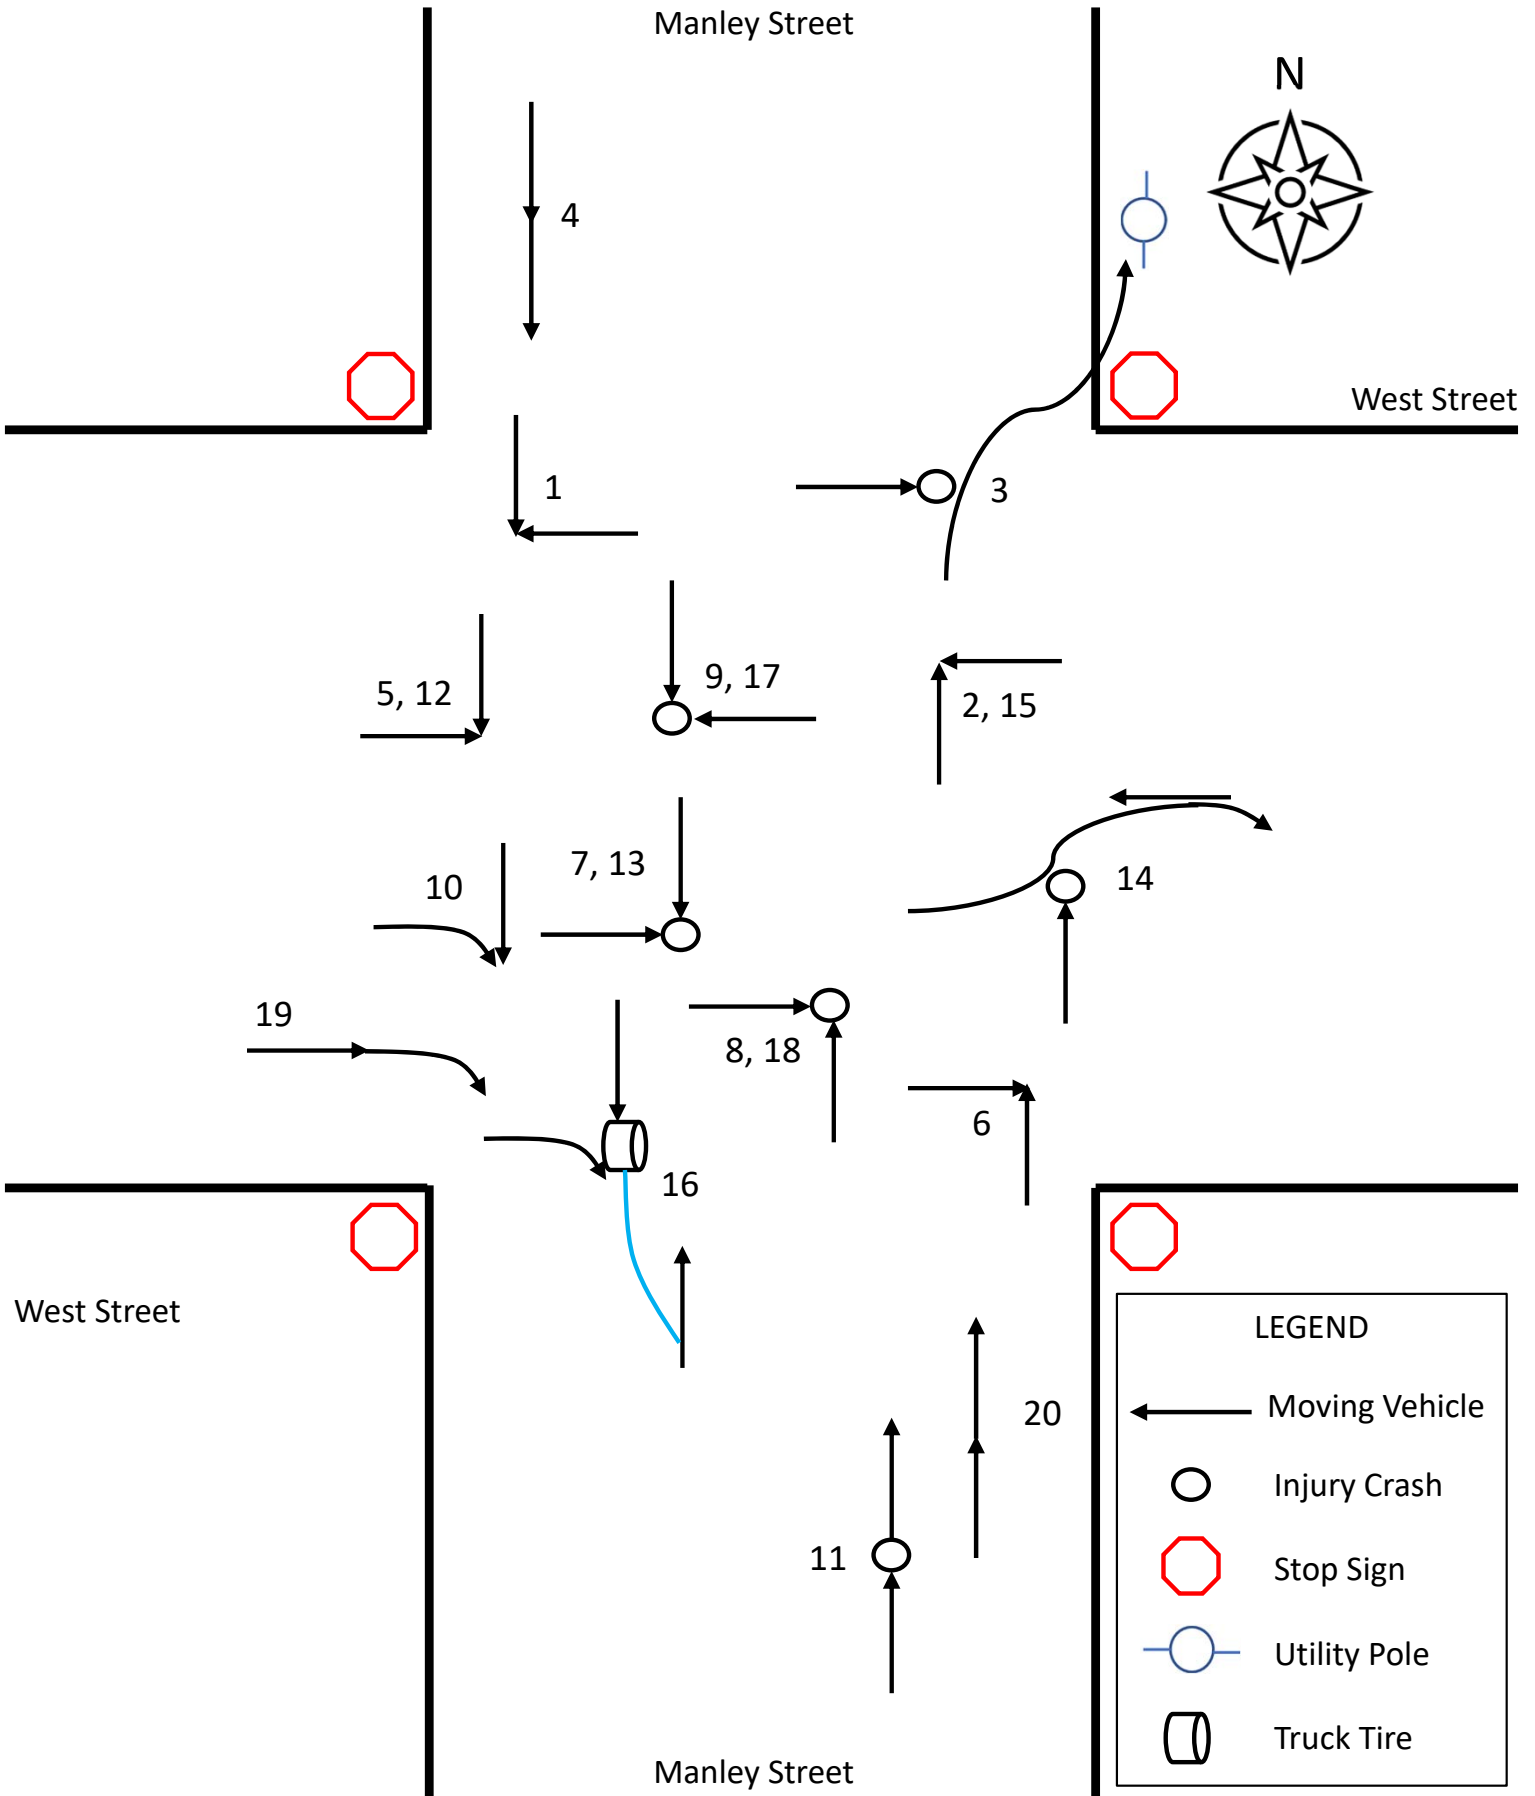 Manley Street
N
4
West Street
1
3
9, 17
5, 12
2, 15
7, 13
10
14
19
8, 18
6
16
West Street
LEGEND
Moving Vehicle
20
Injury Crash
11
Stop Sign
Utility Pole
Truck Tire
Manley Street